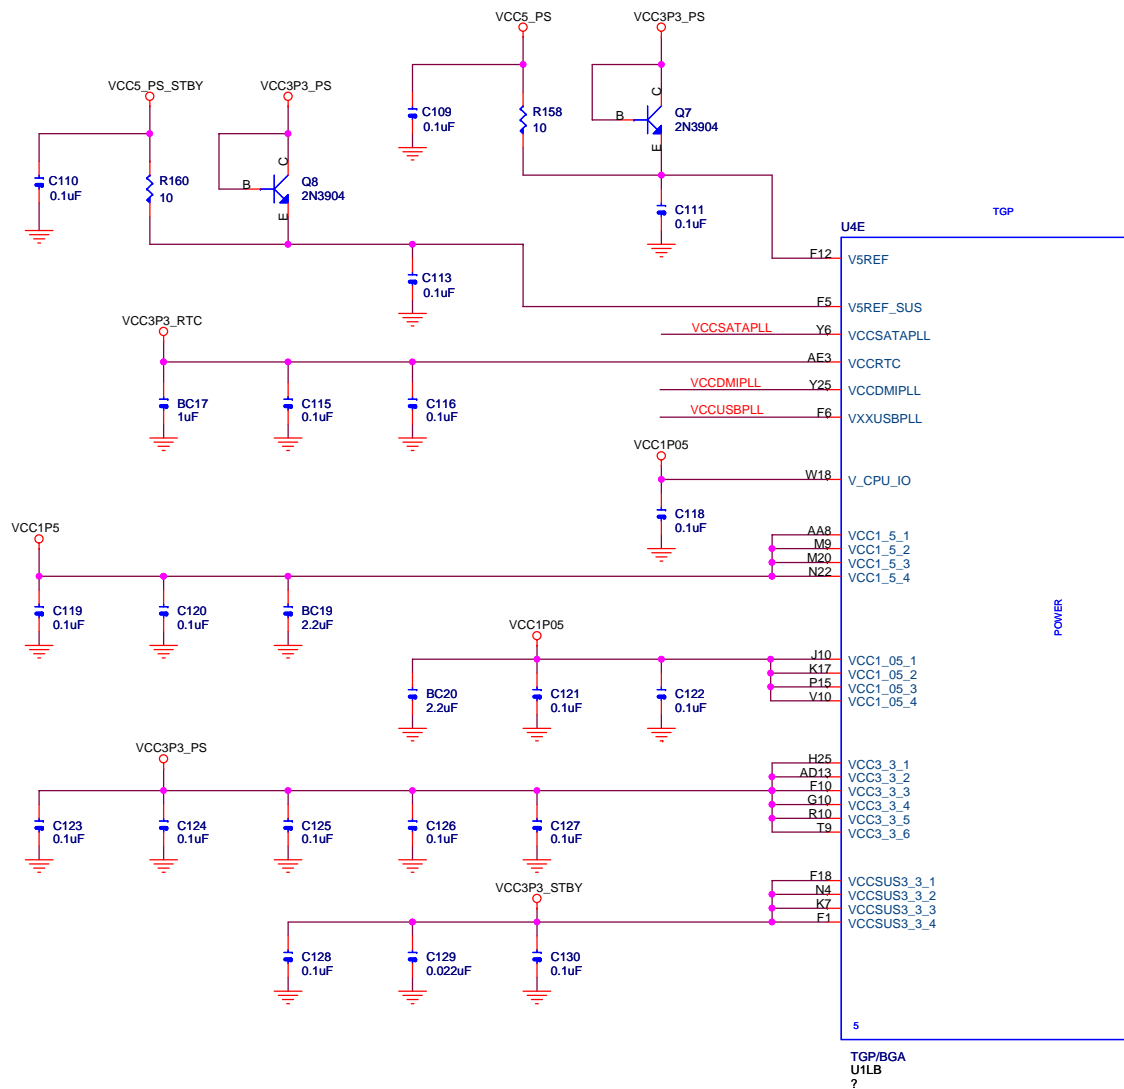 VCC5_PS
VCC3P3_PS
VCC5_PS_STBY
VCC3P3_PS
C109
0.1uF
R158
10
B
C
E
Q7
2N3904
C110
0.1uF
R160
10
B
C
E
Q8
2N3904
C111
0.1uF
TGP
U4E
F12
V5REF
C113
0.1uF
F5
V5REF_SUS
VCC3P3_RTC
VCCSATAPLL
Y6
VCCSATAPLL
AE3
VCCRTC
VCCDMIPLL
Y25
VCCDMIPLL
BC17
1uF
C115
0.1uF
C116
0.1uF
VCCUSBPLL
F6
VXXUSBPLL
VCC1P05
W18
V_CPU_IO
C118
0.1uF
VCC1P5
AA8
VCC1_5_1
M9
VCC1_5_2
M20
VCC1_5_3
N22
VCC1_5_4
C119
0.1uF
C120
0.1uF
BC19
2.2uF
POWER
VCC1P05
J10
VCC1_05_1
K17
VCC1_05_2
P15
VCC1_05_3
V10
VCC1_05_4
BC20
2.2uF
C121
0.1uF
C122
0.1uF
VCC3P3_PS
H25
VCC3_3_1
AD13
VCC3_3_2
F10
VCC3_3_3
G10
VCC3_3_4
R10
VCC3_3_5
T9
VCC3_3_6
C123
0.1uF
C124
0.1uF
C125
0.1uF
C126
0.1uF
C127
0.1uF
VCC3P3_STBY
F18
VCCSUS3_3_1
N4
VCCSUS3_3_2
K7
VCCSUS3_3_3
F1
VCCSUS3_3_4
C128
0.1uF
C129
0.022uF
C130
0.1uF
5
TGP/BGA
U1LB
?